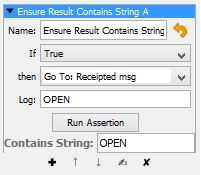 Ensure Result Contains String A
Name: Ensure Result Contains String
If True
then Go To: Receipted msg
Log: OPEN
Run Assertion
Contains String: OPEN